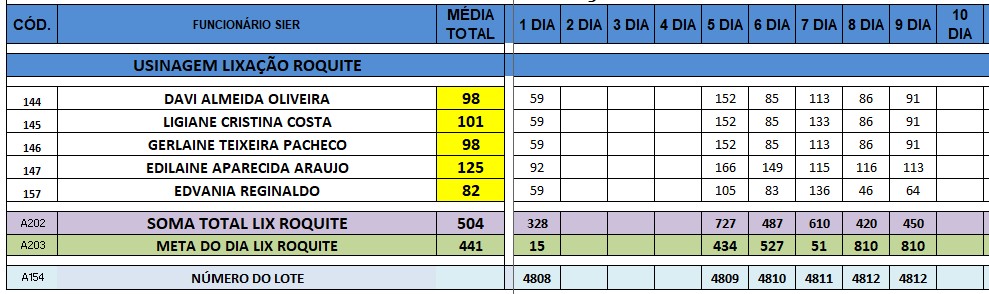 CÓD. FUNCIONÁRIO SIER MÉDIA TOTAL 1 DIA 2 DIA 3 DIA 4 DIA 5 DIA 6 DIA 7 DIA 8 DIA 9 DIA 10 DIA
USINAGEM LIXAÇÃO ROQUITE
144 DAVI ALMEIDA OLIVEIRA 98 59 152 85 113 86 91
145 LIGIANE CRISTINA COSTA 101 59 152 85 133 86 91
146 GERLAINE TEIXEIRA PACHECO 98 59 152 85 113 86 91
147 EDILAINE APARECIDA ARAUJO 125 92 166 149 115 116 113
157 EDVANIA REGINALDO 82 59 105 83 136 46 64
A202 SOMA TOTAL LIX ROQUITE 504 328 727 487 610 420 450
A203 META DO DIA LIX ROQUITE 441 15 434 527 51 810 810
A154 NÚMERO DO LOTE 4808 4809 4810 4811 4812 4812